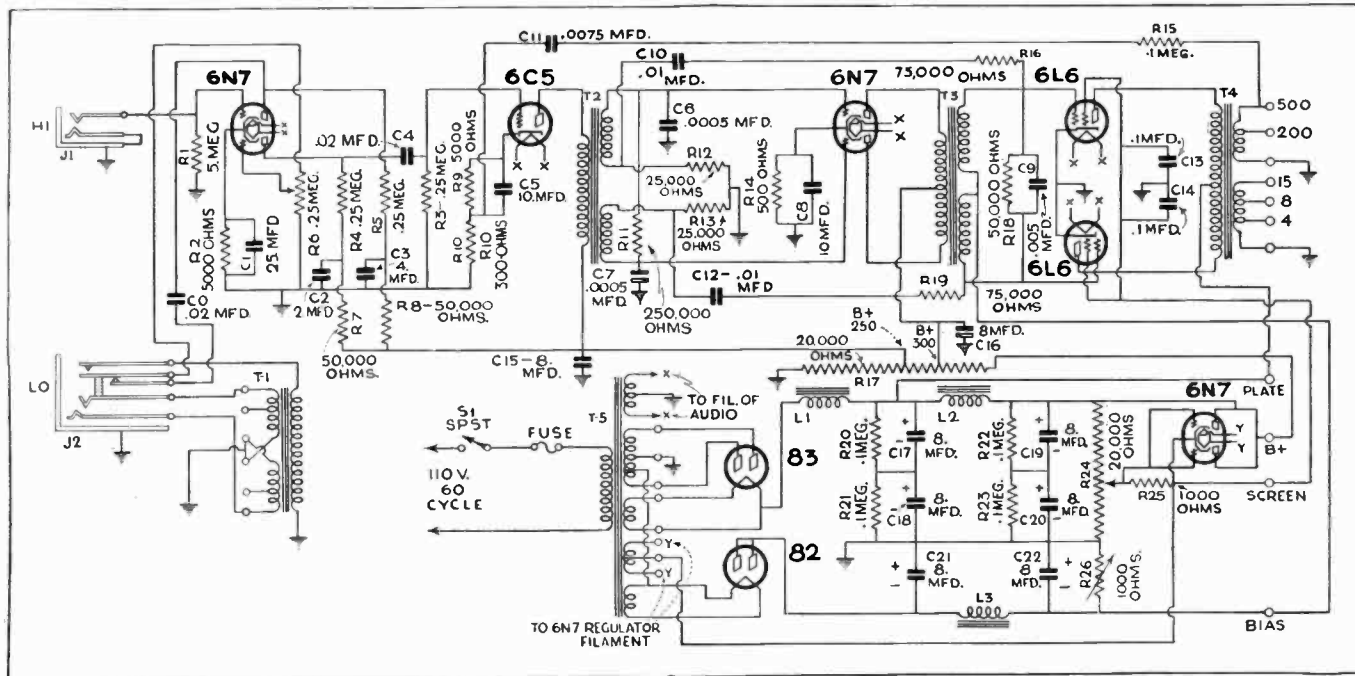 C11
.0075 MFD.
R15
.1 MEG.
C10
.01
MFD.
R16
75,000
OHMS
6N7
6C5
6N7
6L6
T2
T3
T4
HI
J1
R1
.5 MEG.
X
X
.02 MFD.
C4
C6
.0005 MFD.
X
X
X
X
.1 MFD.
C13
C14
.1 MFD.
500
200
15
8
4
R2
5000 OHMS
C1
25 MFD
R6 .25 MEG.
R4 .25 MEG.
R5
.25 MEG.
R3-.25 MEG.
R9
5000
OHMS
R10
R10
300-OHMS
C5
10 MFD.
X
X
R12
25,000
OHMS
R13
25,000
OHMS
R11
R14
500 OHMS
C8
10 MFD.
50,000 OHMS
R18
C9
.005
MFD.
X
X
6L6
C0
.02 MFD.
C2
2 MFD
C3
4.
MFD.
R7
50,000
OHMS.
R8-50,000
OHMS.
C7
.0005
MFD.
250,000
OHMS
C12-.01
MFD
R19
75,000
OHMS
C15-8.
MFD.
20,000
OHMS
R17
B+
250
B+
300
8 MFD.
C16
LO
J2
T-1
T-5
X
X
TO FIL. OF
AUDIO
L1
L2
6N7
PLATE
S1
SPST
FUSE
110 V.
60
CYCLE
83
82
R20
.1 MEG.
R21
.1 MEG.
+
-
8.
MFD.
C17
+
-
8.
MFD.
C18
R22
.1 MEG.
R23
.1 MEG.
+
-
8.
MFD.
C19
+
-
8.
MFD.
C20
R24
20,000
OHMS
Y
Y
R25
1000
OHMS
B+
SCREEN
Y
Y
C21
+
-
8.
MFD.
C22
8
MFD.
+
-
R26
1000
OHMS
L3
TO 6N7 REGULATOR
FILAMENT
BIAS